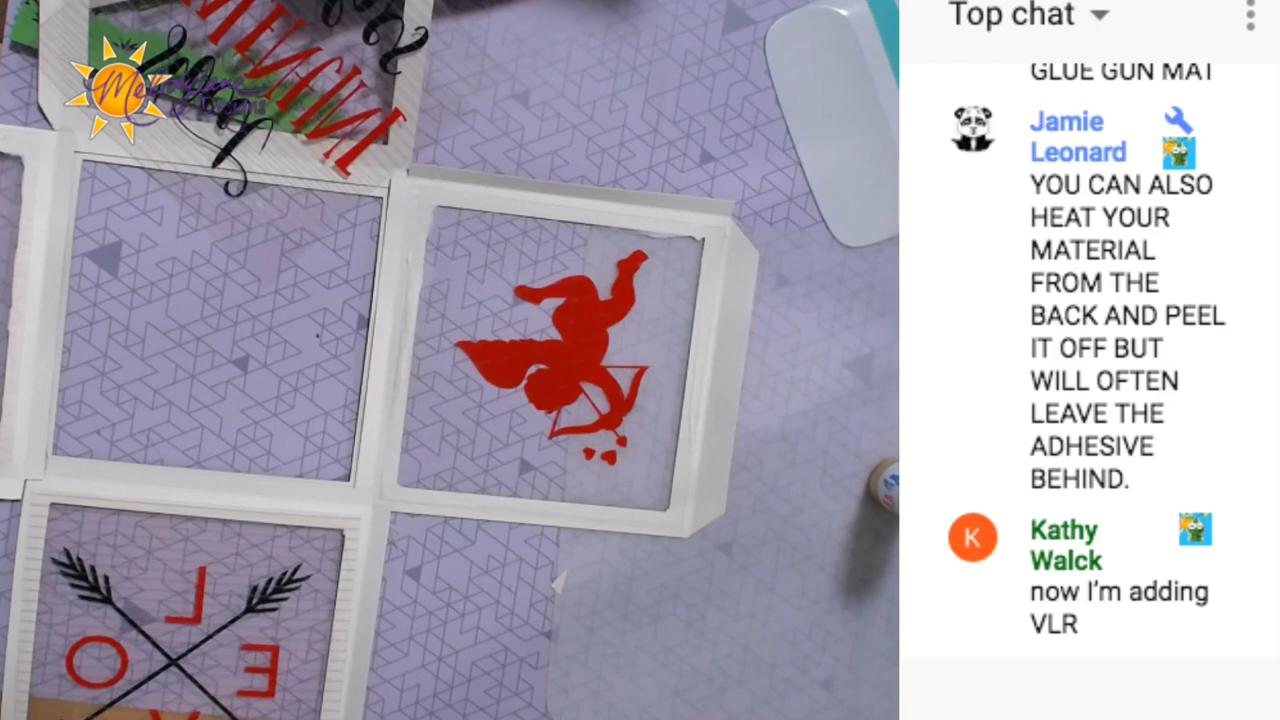 Top chat
GLUE GUN MAT
Jamie
Leonard
YOU CAN ALSO
HEAT YOUR
MATERIAL
FROM THE
BACK AND PEEL
IT OFF BUT
WILL OFTEN
LEAVE THE
ADHESIVE
BEHIND.
K
Kathy
Walck
now I'm adding
VLR
L
O
E